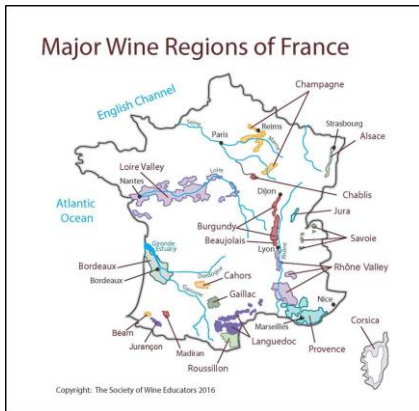 Major Wine Regions of France
English Channel
Champagne
Seine
Reims
Marne
Paris
Strasbourg
Alsace
Loire Valley
Loire
Nantes
Dijon
Chablis
Atlantic
Ocean
Jura
Burgundy
Beaujolais
Savoie
Lyon
Rhône
Gironde
Estuary
Rhône Valley
Bordeaux
Bordeaux
Dordogne
Cahors
Garonne
Gaillac
Nice
Marseilles
Corsica
Béarn
Jurançon
Madiran
Languedoc
Provence
Roussillon
Copyright: The Society of Wine Educators 2016